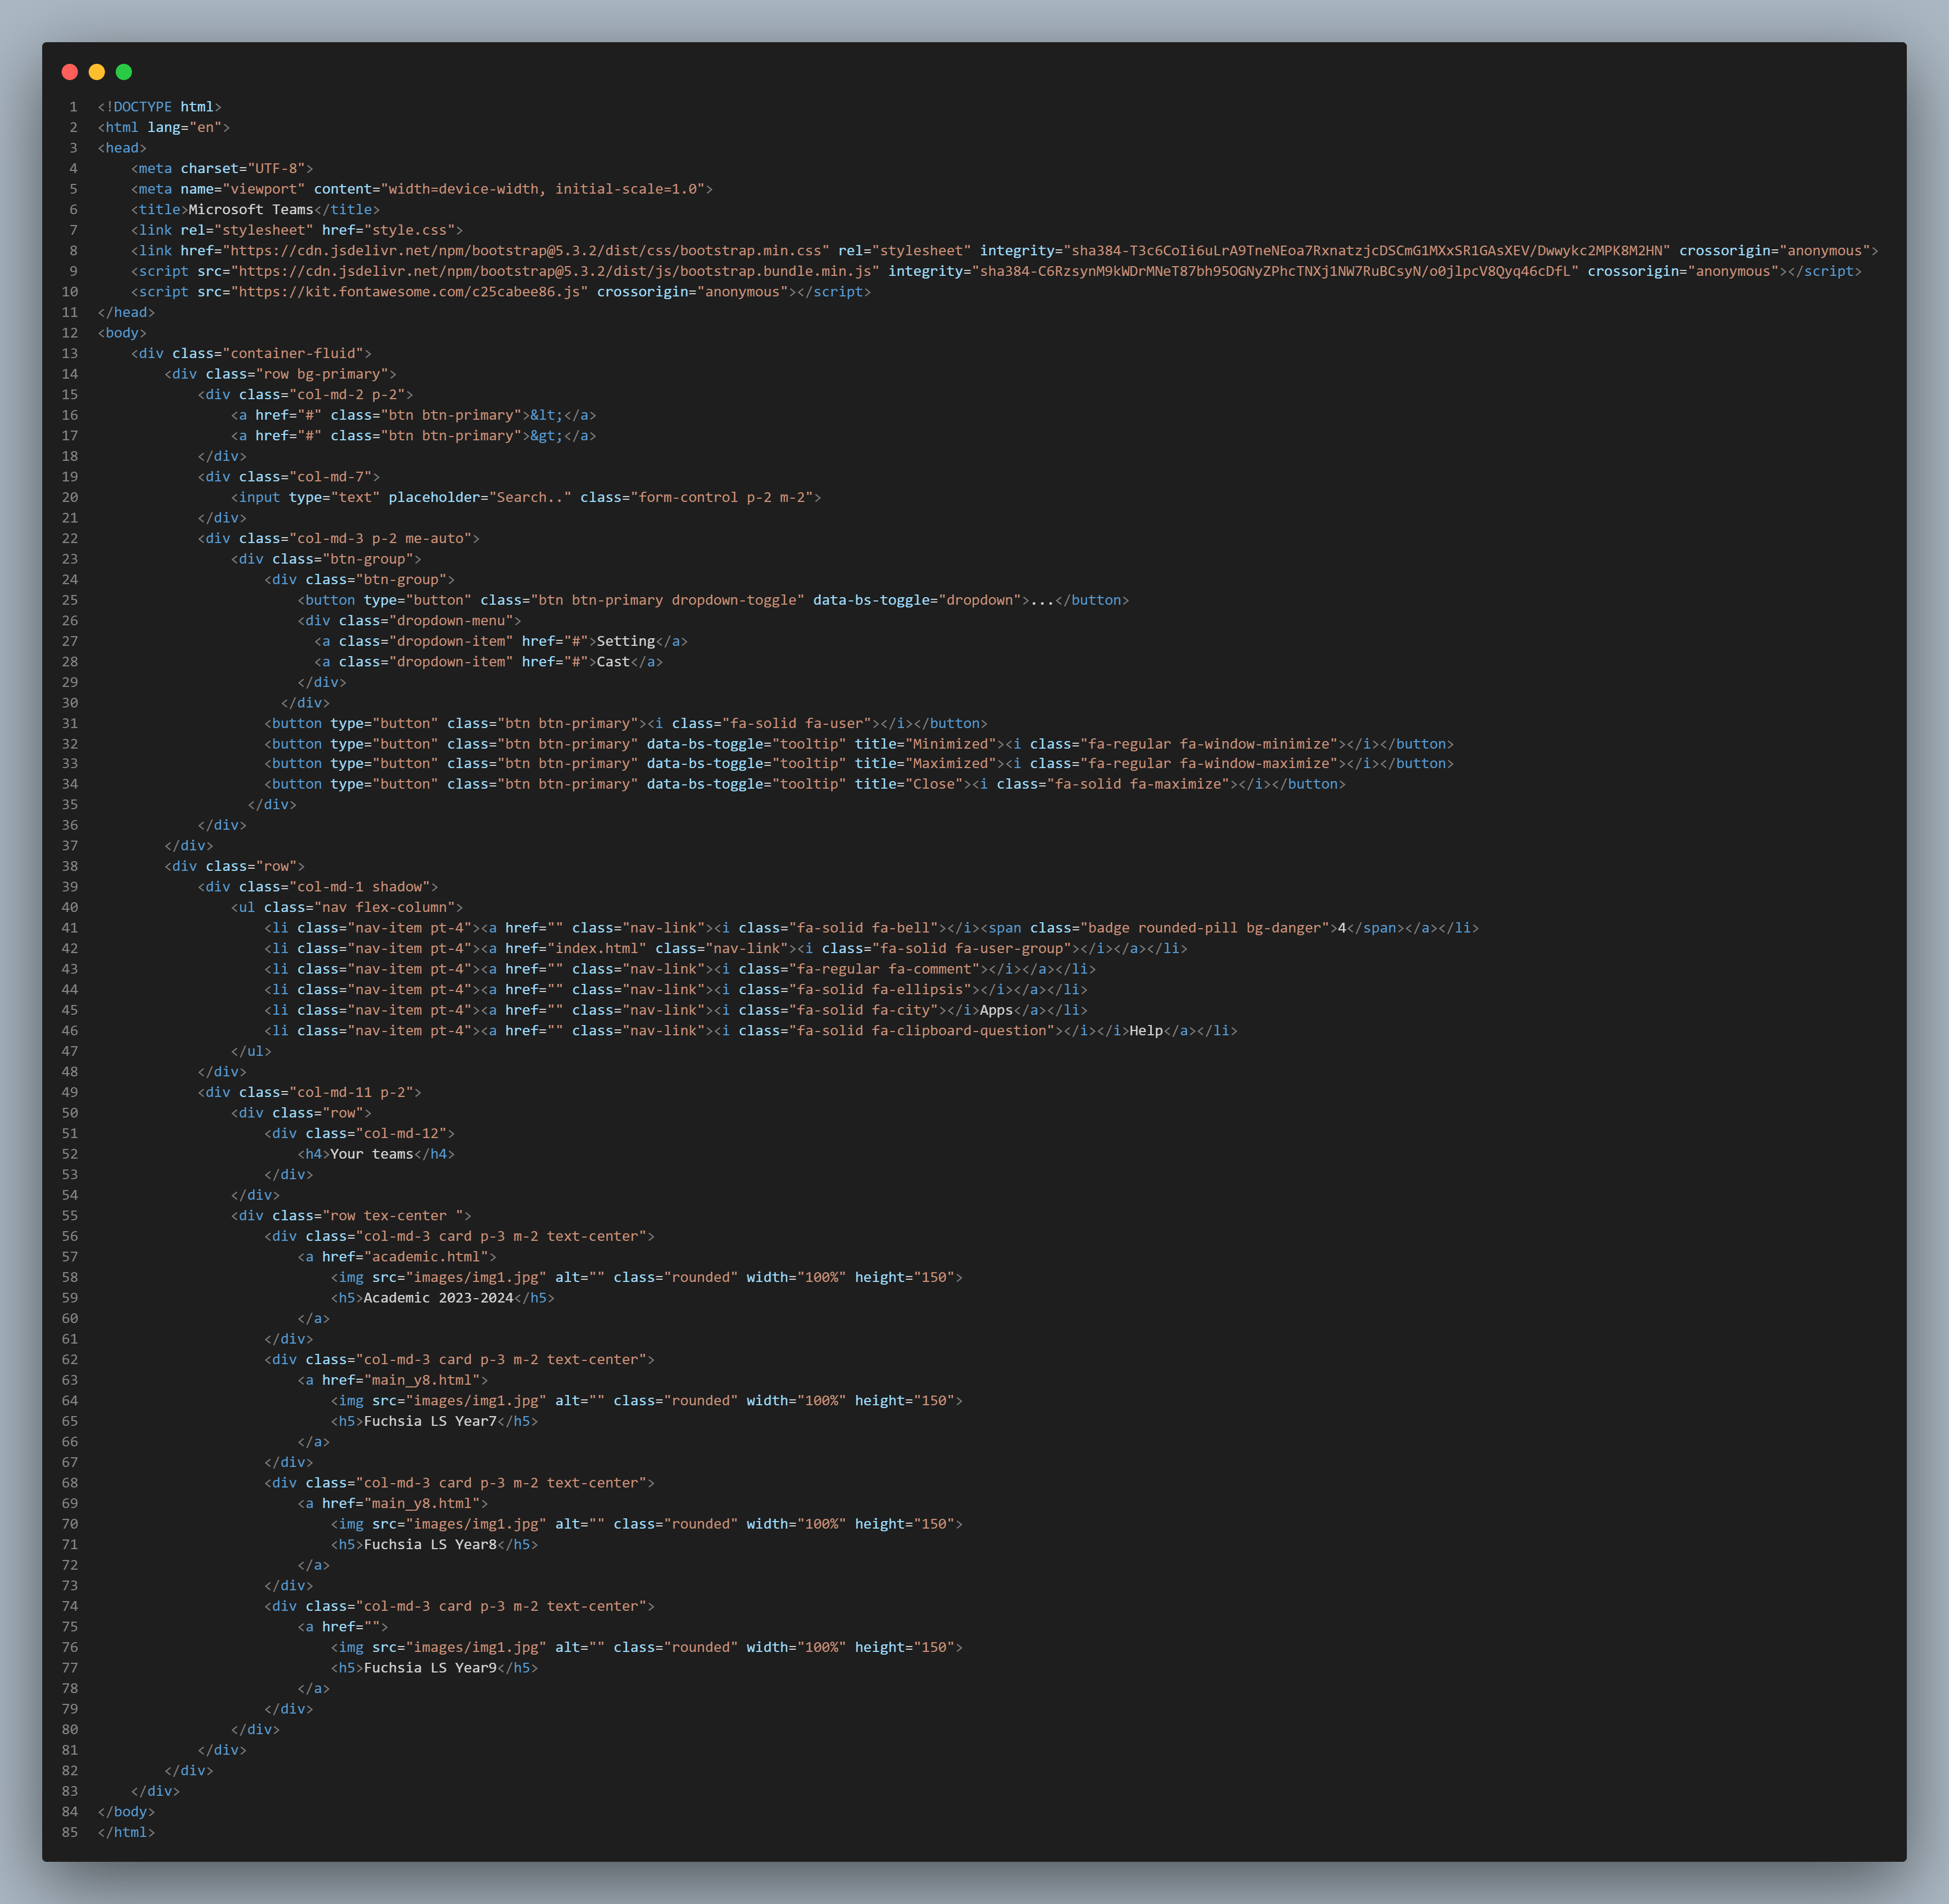 1 <!DOCTYPE html>
2 <html lang="en">
3 <head>
4     <meta charset="UTF-8">
5     <meta name="viewport" content="width=device-width, initial-scale=1.0">
6     <title>Microsoft Teams</title>
7     <link rel="stylesheet" href="style.css">
8     <link href="https://cdn.jsdelivr.net/npm/bootstrap@5.3.2/dist/css/bootstrap.min.css" rel="stylesheet" integrity="sha384-T3c6CoIi6uLrA9TneNEoa7RxnatzjcDSCmG1MXxSR1GAsXEV/Dwwykc2MPK8M2HN" crossorigin="anonymous">
9     <script src="https://cdn.jsdelivr.net/npm/bootstrap@5.3.2/dist/js/bootstrap.bundle.min.js" integrity="sha384-C6RzsynM9kWDrMNeT87bh95OGNyZPhcTNXj1NW7RuBCsyN/o0jlpcV8Qyq46cDfL" crossorigin="anonymous"></script>
10     <script src="https://kit.fontawesome.com/c25cabee86.js" crossorigin="anonymous"></script>
11 </head>
12 <body>
13     <div class="container-fluid">
14         <div class="row bg-primary">
15             <div class="col-md-2 p-2">
16                 <a href="#" class="btn btn-primary">&lt;</a>
17                 <a href="#" class="btn btn-primary">&gt;</a>
18             </div>
19             <div class="col-md-7">
20                 <input type="text" placeholder="Search.." class="form-control p-2 m-2">
21             </div>
22             <div class="col-md-3 p-2 me-auto">
23                 <div class="btn-group">
24                     <div class="btn-group">
25                         <button type="button" class="btn btn-primary dropdown-toggle" data-bs-toggle="dropdown">...</button>
26                         <div class="dropdown-menu">
27                           <a class="dropdown-item" href="#">Setting</a>
28                           <a class="dropdown-item" href="#">Cast</a>
29                         </div>
30                       </div>
31                     <button type="button" class="btn btn-primary"><i class="fa-solid fa-user"></i></button>
32                     <button type="button" class="btn btn-primary" data-bs-toggle="tooltip" title="Minimized"><i class="fa-regular fa-window-minimize"></i></button>
33                     <button type="button" class="btn btn-primary" data-bs-toggle="tooltip" title="Maximized"><i class="fa-regular fa-window-maximize"></i></button>
34                     <button type="button" class="btn btn-primary" data-bs-toggle="tooltip" title="Close"><i class="fa-solid fa-maximize"></i></button>
35                   </div>
36             </div>
37         </div>
38         <div class="row">
39             <div class="col-md-1 shadow">
40                 <ul class="nav flex-column">
41                     <li class="nav-item pt-4"><a href="" class="nav-link"><i class="fa-solid fa-bell"></i><span class="badge rounded-pill bg-danger">4</span></a></li>
42                     <li class="nav-item pt-4"><a href="index.html" class="nav-link"><i class="fa-solid fa-user-group"></i></a></li>
43                     <li class="nav-item pt-4"><a href="" class="nav-link"><i class="fa-regular fa-comment"></i></a></li>
44                     <li class="nav-item pt-4"><a href="" class="nav-link"><i class="fa-solid fa-ellipsis"></i></a></li>
45                     <li class="nav-item pt-4"><a href="" class="nav-link"><i class="fa-solid fa-city"></i>Apps</a></li>
46                     <li class="nav-item pt-4"><a href="" class="nav-link"><i class="fa-solid fa-clipboard-question"></i></i>Help</a></li>
47                 </ul>
48             </div>
49             <div class="col-md-11 p-2">
50                 <div class="row">
51                     <div class="col-md-12">
52                         <h4>Your teams</h4>
53                     </div>
54                 </div>
55                 <div class="row tex-center ">
56                     <div class="col-md-3 card p-3 m-2 text-center">
57                         <a href="academic.html">
58                             <img src="images/img1.jpg" alt="" class="rounded" width="100%" height="150">
59                             <h5>Academic 2023-2024</h5>
60                         </a>
61                     </div>
62                     <div class="col-md-3 card p-3 m-2 text-center">
63                         <a href="main_y8.html">
64                             <img src="images/img1.jpg" alt="" class="rounded" width="100%" height="150">
65                             <h5>Fuchsia LS Year7</h5>
66                         </a>
67                     </div>
68                     <div class="col-md-3 card p-3 m-2 text-center">
69                         <a href="main_y8.html">
70                             <img src="images/img1.jpg" alt="" class="rounded" width="100%" height="150">
71                             <h5>Fuchsia LS Year8</h5>
72                         </a>
73                     </div>
74                     <div class="col-md-3 card p-3 m-2 text-center">
75                         <a href="">
76                             <img src="images/img1.jpg" alt="" class="rounded" width="100%" height="150">
77                             <h5>Fuchsia LS Year9</h5>
78                         </a>
79                     </div>
80                 </div>
81             </div>
82         </div>
83     </div>
84 </body>
85 </html>